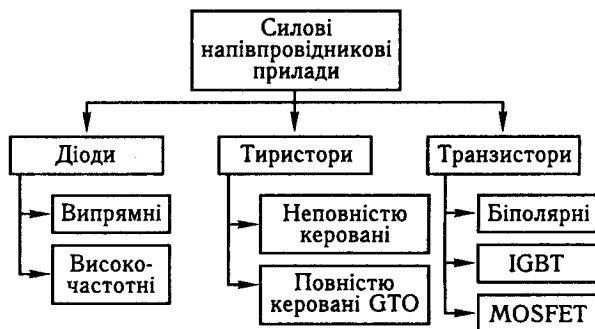 Силові
напівпровідникові
прилади
Діоди
Випрямні
Високо-
частотні
Тиристори
Неповністю
керовані
Повністю
керовані GTO
Транзистори
Біполярні
IGBT
MOSFET